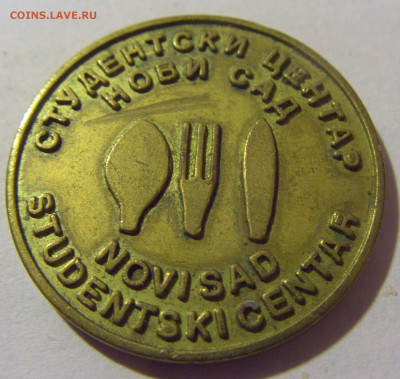 COINS.LAVE.RU
СТУДЕНТСКИ ЦЕНТАР
НОВИ САД
NOVI SAD
STUDENTSKI CENTAR